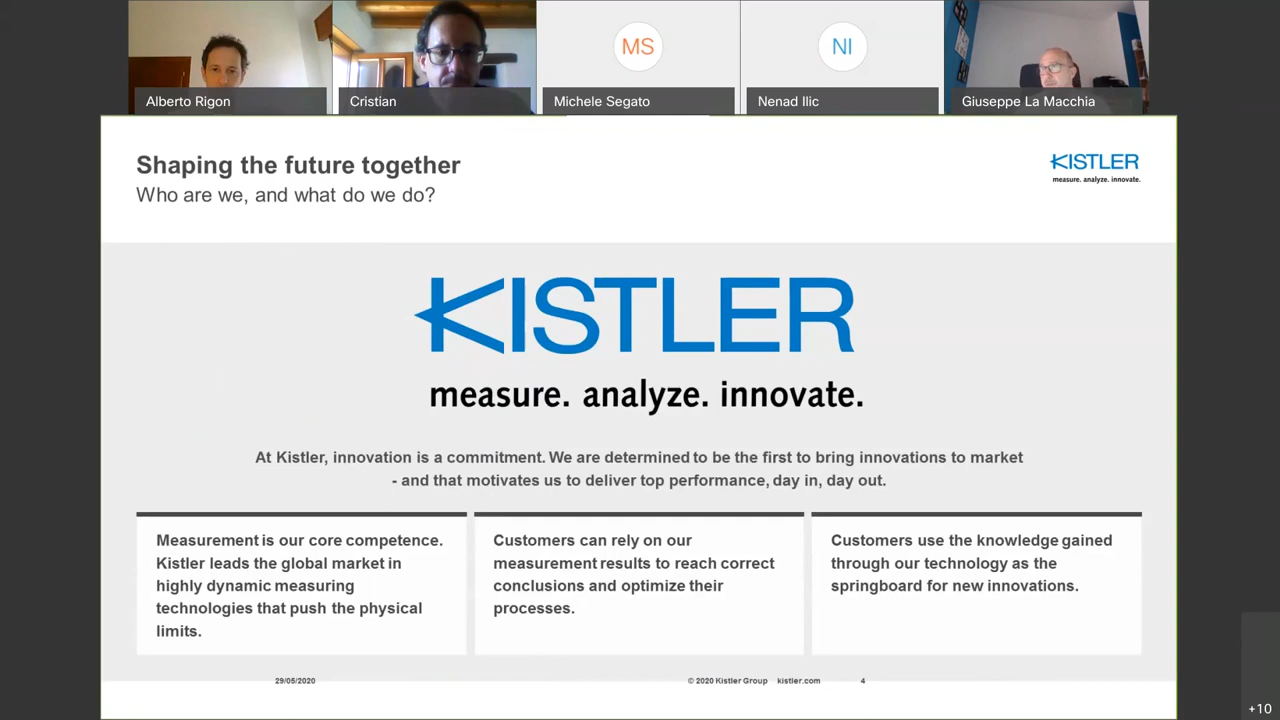 MS
NI
Alberto Rigon
Cristian
Michele Segato
Nenad Ilic
Giuseppe La Macchia
Shaping the future together
Who are we, and what do we do?
KISTLER
measure. analyze. innovate.
KISTLER
measure. analyze. innovate.
At Kistler, innovation is a commitment. We are determined to be the first to bring innovations to market
- and that motivates us to deliver top performance, day in, day out.
Measurement is our core competence.
Kistler leads the global market in
highly dynamic measuring
technologies that push the physical
limits.
Customers can rely on our
measurement results to reach correct
conclusions and optimize their
processes.
Customers use the knowledge gained
through our technology as the
springboard for new innovations.
29/05/2020
© 2020 Kistler Group kistler.com 4
+10